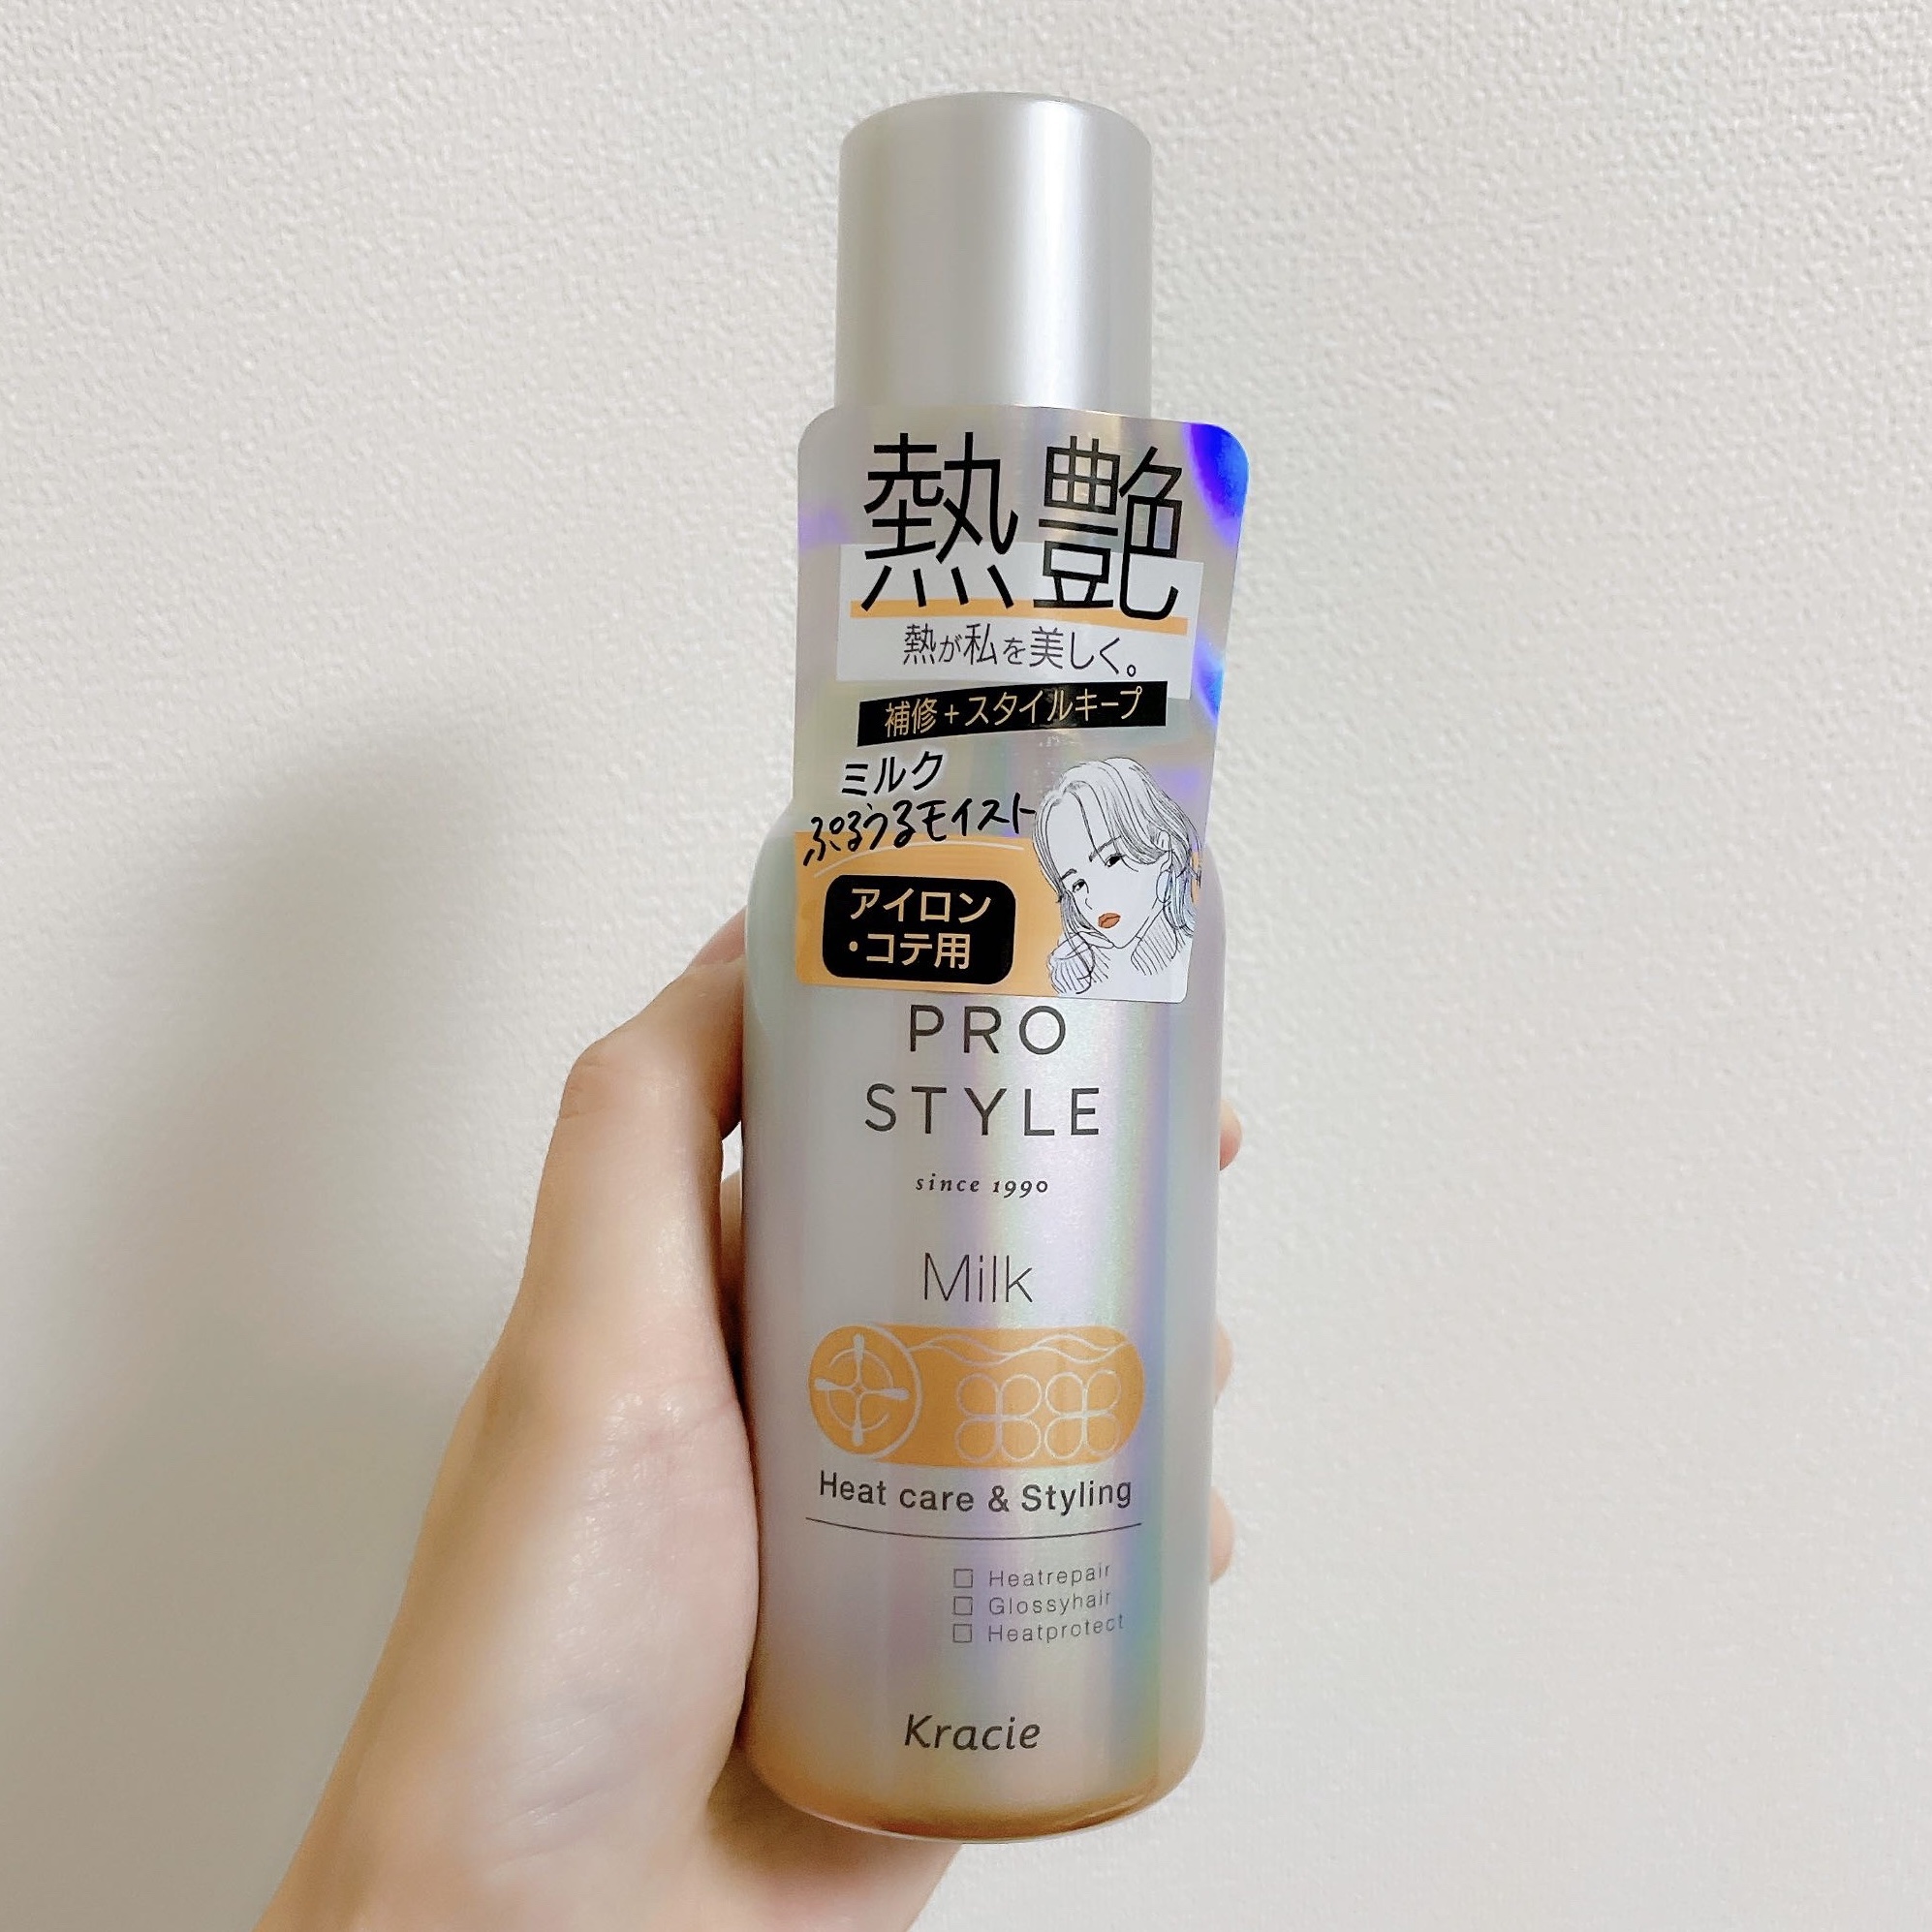 熱艶
熱が私を美しく。
補修+スタイルキープ
ミルク
ぷるうるモイスト
アイロン
・コテ用
PRO
STYLE
since 1990
Milk
Heat care & Styling
□ Heatrepair
□ Glossyhair
□ Heatprotect
Kracie